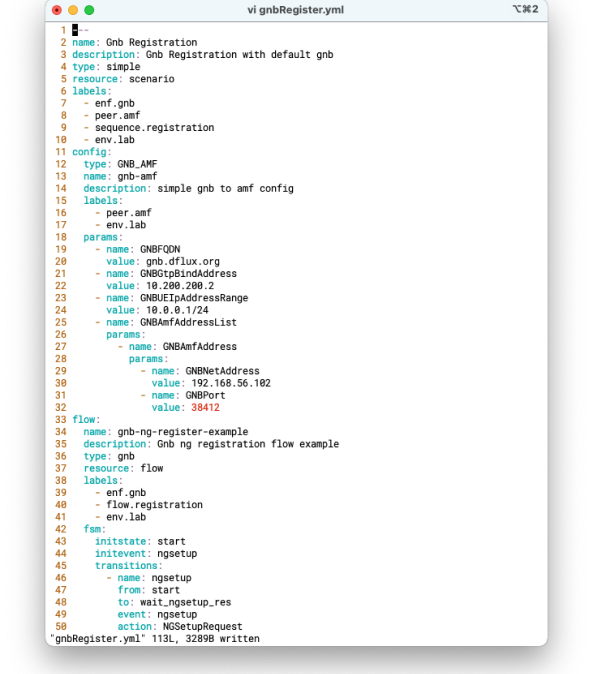 vi gnbRegister.yml ⌥⌘2
1 ---
2 name: Gnb Registration
3 description: Gnb Registration with default gnb
4 type: simple
5 resource: scenario
6 labels:
7   - enf.gnb
8   - peer.amf
9   - sequence.registration
10   - env.lab
11 config:
12   type: GNB_AMF
13   name: gnb-amf
14   description: simple gnb to amf config
15   labels:
16     - peer.amf
17     - env.lab
18   params:
19     - name: GNBFQDN
20       value: gnb.dflux.org
21     - name: GNBGtpBindAddress
22       value: 10.200.200.2
23     - name: GNBUEIpAddressRange
24       value: 10.0.0.1/24
25     - name: GNBAmfAddressList
26       params:
27         - name: GNBAmfAddress
28           params:
29             - name: GNBNetAddress
30               value: 192.168.56.102
31             - name: GNBPort
32               value: 38412
33 flow:
34   name: gnb-ng-register-example
35   description: Gnb ng registration flow example
36   type: gnb
37   resource: flow
38   labels:
39     - enf.gnb
40     - flow.registration
41     - env.lab
42   fsm:
43     initstate: start
44     initevent: ngsetup
45     transitions:
46       - name: ngsetup
47         from: start
48         to: wait_ngsetup_res
49         event: ngsetup
50         action: NGSetupRequest
"gnbRegister.yml" 113L, 3289B written